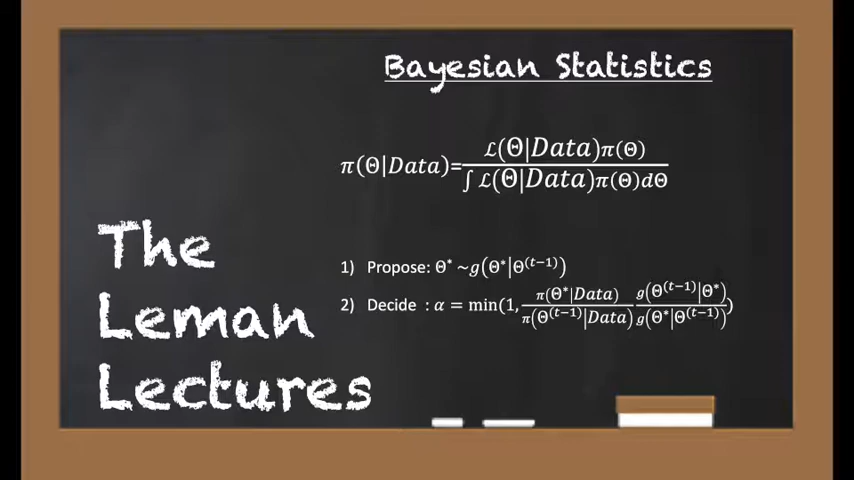 Bayesian Statistics
π(Θ|Data)=ℒ(Θ|Data)π(Θ)/∫ℒ(Θ|Data)π(Θ)dΘ
The
Leman
Lectures
1) Propose: Θ* ~g(Θ*|Θ^(t−1))
2) Decide : α = min(1, π(Θ*|Data)/π(Θ^(t−1)|Data) g(Θ^(t−1)|Θ*)/g(Θ*|Θ^(t−1)))